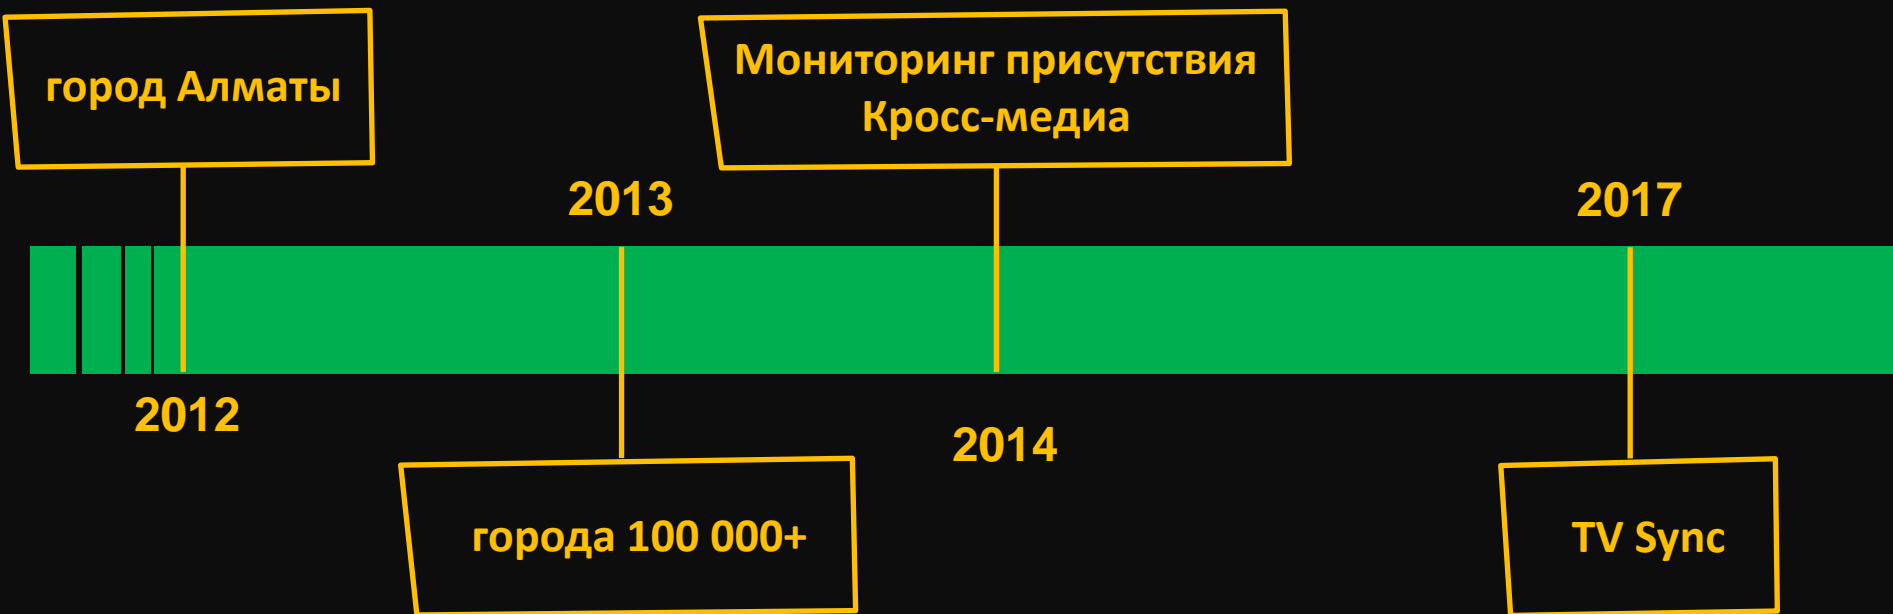 город Алматы
Мониторинг присутствия
Кросс-медиа
2013
2017
2012
2014
города 100 000+
TV Sync